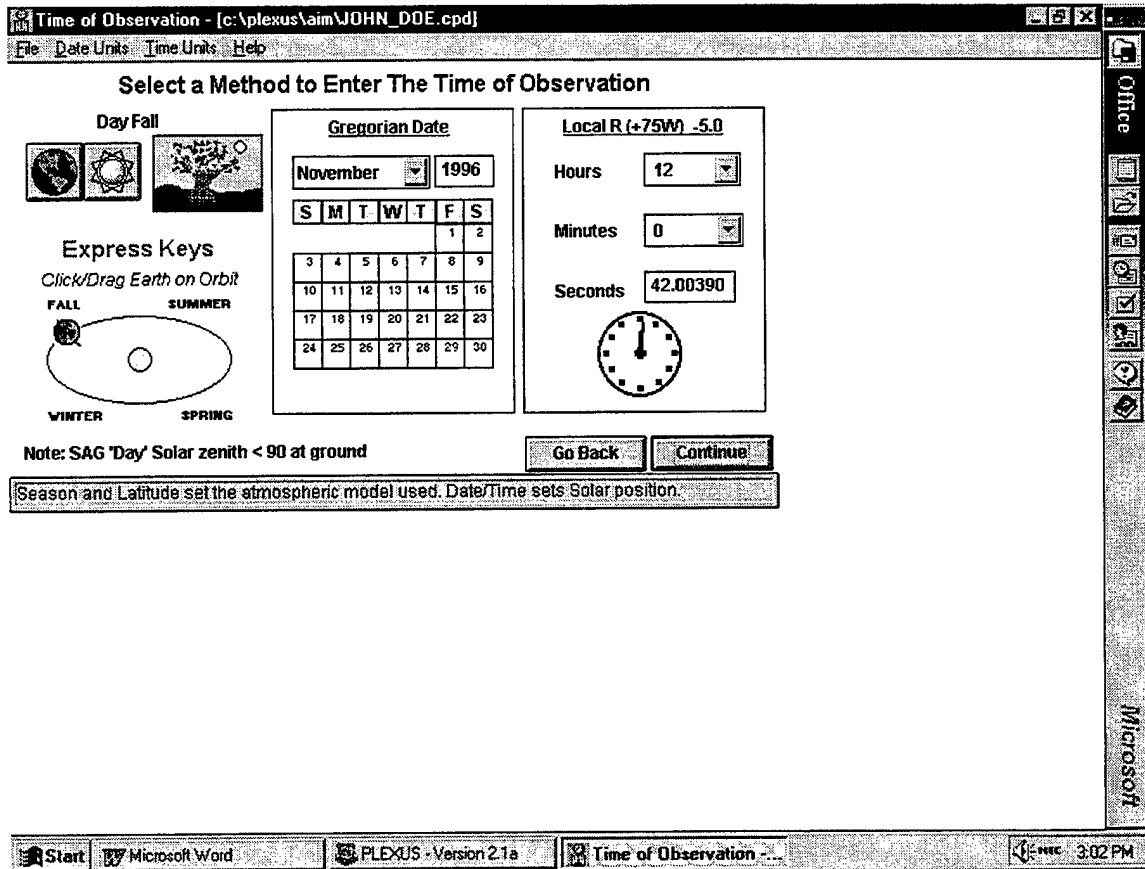 Time of Observation - [c:\plexus\aim\JOHN_DOE.cpd]
File Date Units Time Units Help
Select a Method to Enter The Time of Observation
Day Fall
Express Keys
Click/Drag Earth on Orbit
FALL SUMMER
WINTER SPRING
Gregorian Date
November 1996
S M T W T F S
1 2
3 4 5 6 7 8 9
10 11 12 13 14 15 16
17 18 19 20 21 22 23
24 25 26 27 28 29 30
Local R (+75W) -5.0
Hours 12
Minutes 0
Seconds 42.00390
Note: SAG 'Day' Solar zenith < 90 at ground
Go Back Continue
Season and Latitude set the atmospheric model used. Date/Time sets Solar position.
Office
Microsoft
Start Microsoft Word PLEXUS - Version 2.1a Time of Observation -... 3:02 PM